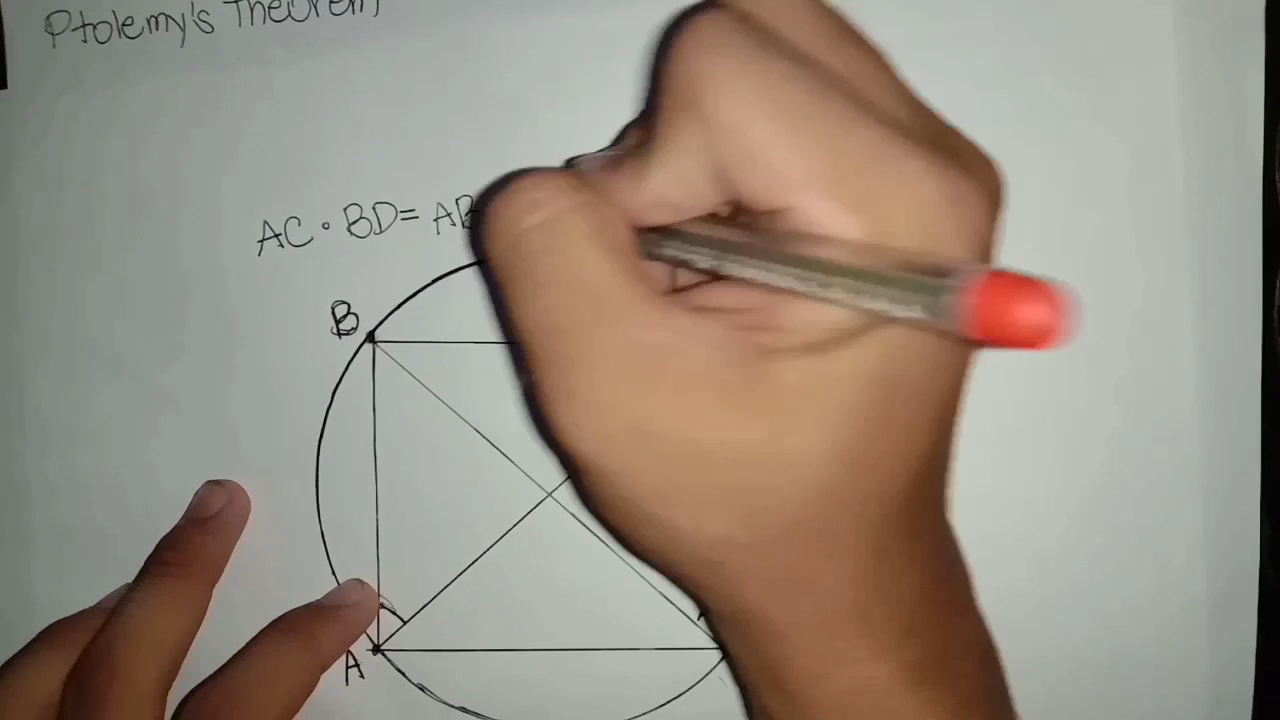 Ptolemy's Theorem
AC · BD = AB
B
A